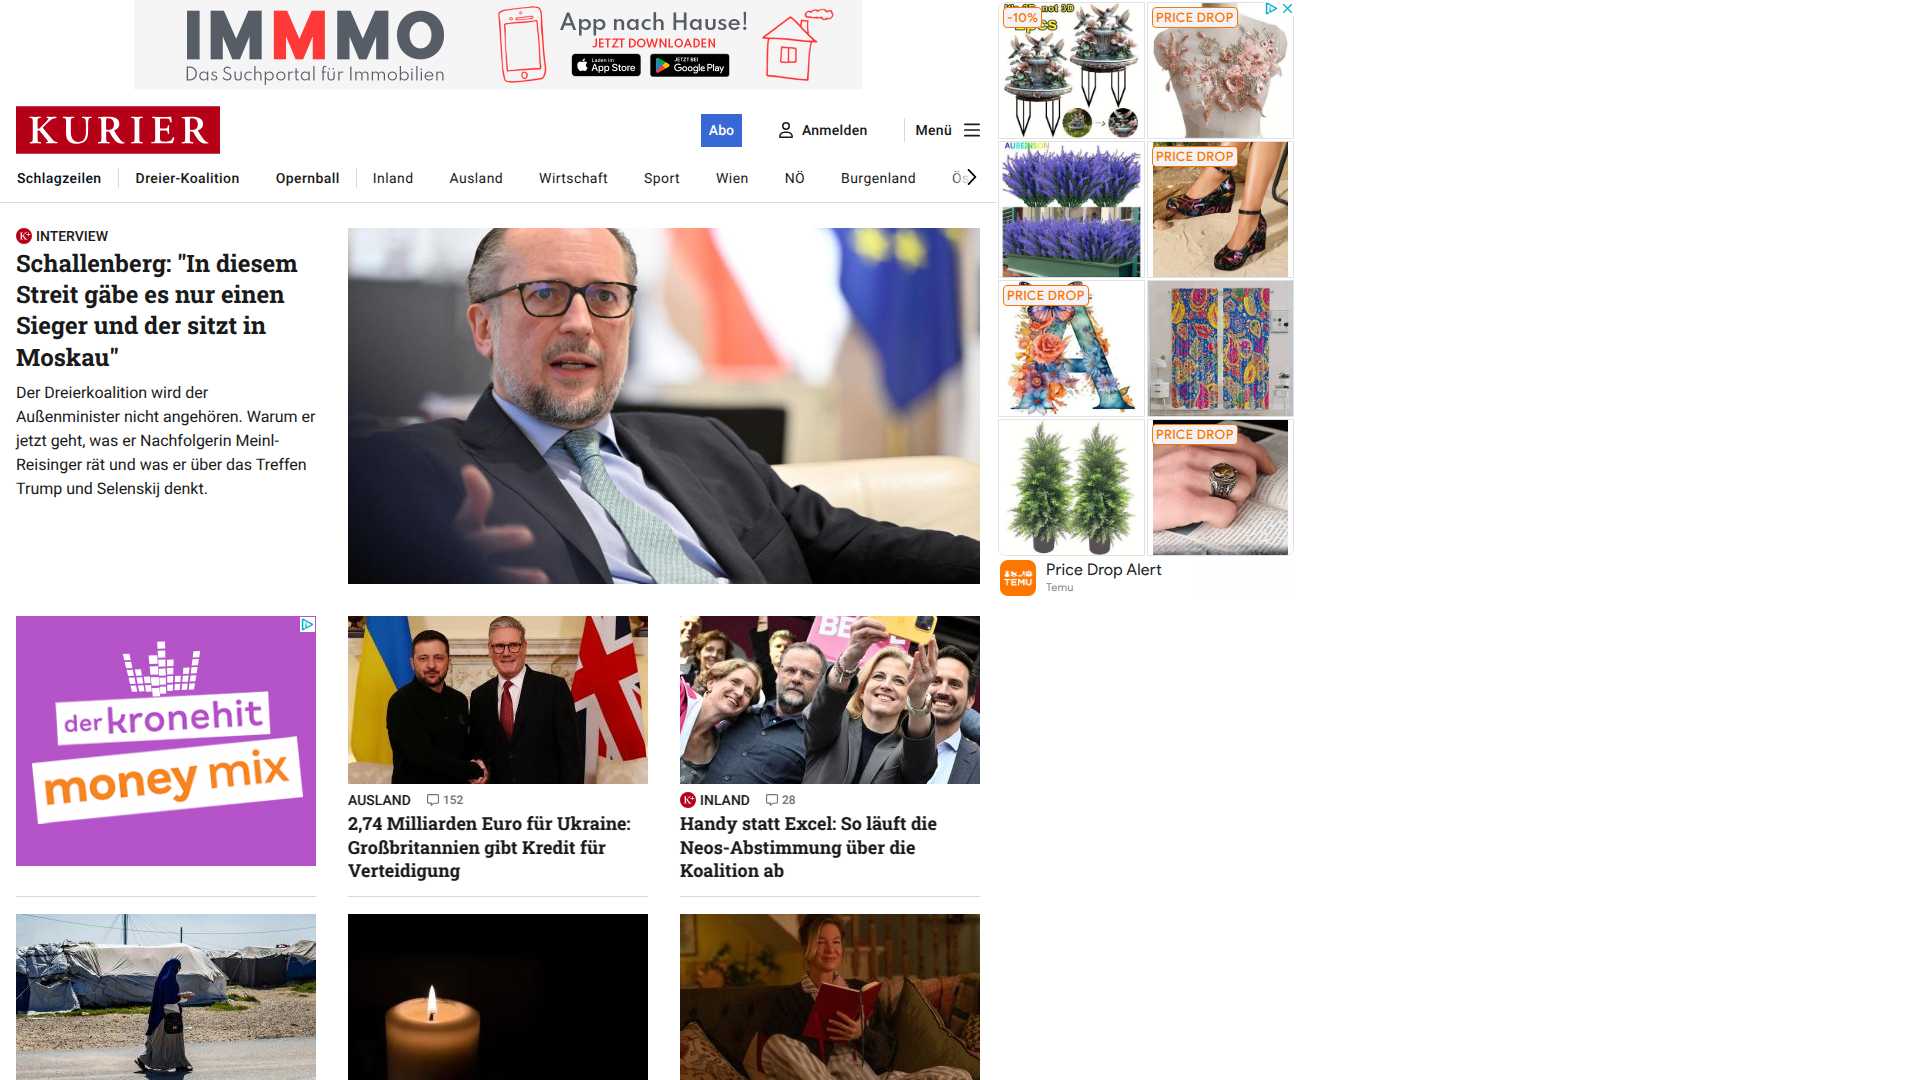 IMMMO
Das Suchportal für Immobilien
App nach Hause!
JETZT DOWNLOADEN
Laden im
App Store
JETZT BEI
Google Play
KURIER
Abo
Anmelden
Menü
Schlagzeilen
Dreier-Koalition
Opernball
Inland
Ausland
Wirtschaft
Sport
Wien
NÖ
Burgenland
K+ INTERVIEW
Schallenberg: "In diesem
Streit gäbe es nur einen
Sieger und der sitzt in
Moskau"
Der Dreierkoalition wird der
Außenminister nicht angehören. Warum er
jetzt geht, was er Nachfolgerin Meinl-
Reisinger rät und was er über das Treffen
Trump und Selenskij denkt.
-10%
PRICE DROP
PRICE DROP
PRICE DROP
A
PRICE DROP
TEMU
Price Drop Alert
Temu
der kronehit
money mix
AUSLAND 152
2,74 Milliarden Euro für Ukraine:
Großbritannien gibt Kredit für
Verteidigung
K+ INLAND 28
Handy statt Excel: So läuft die
Neos-Abstimmung über die
Koalition ab